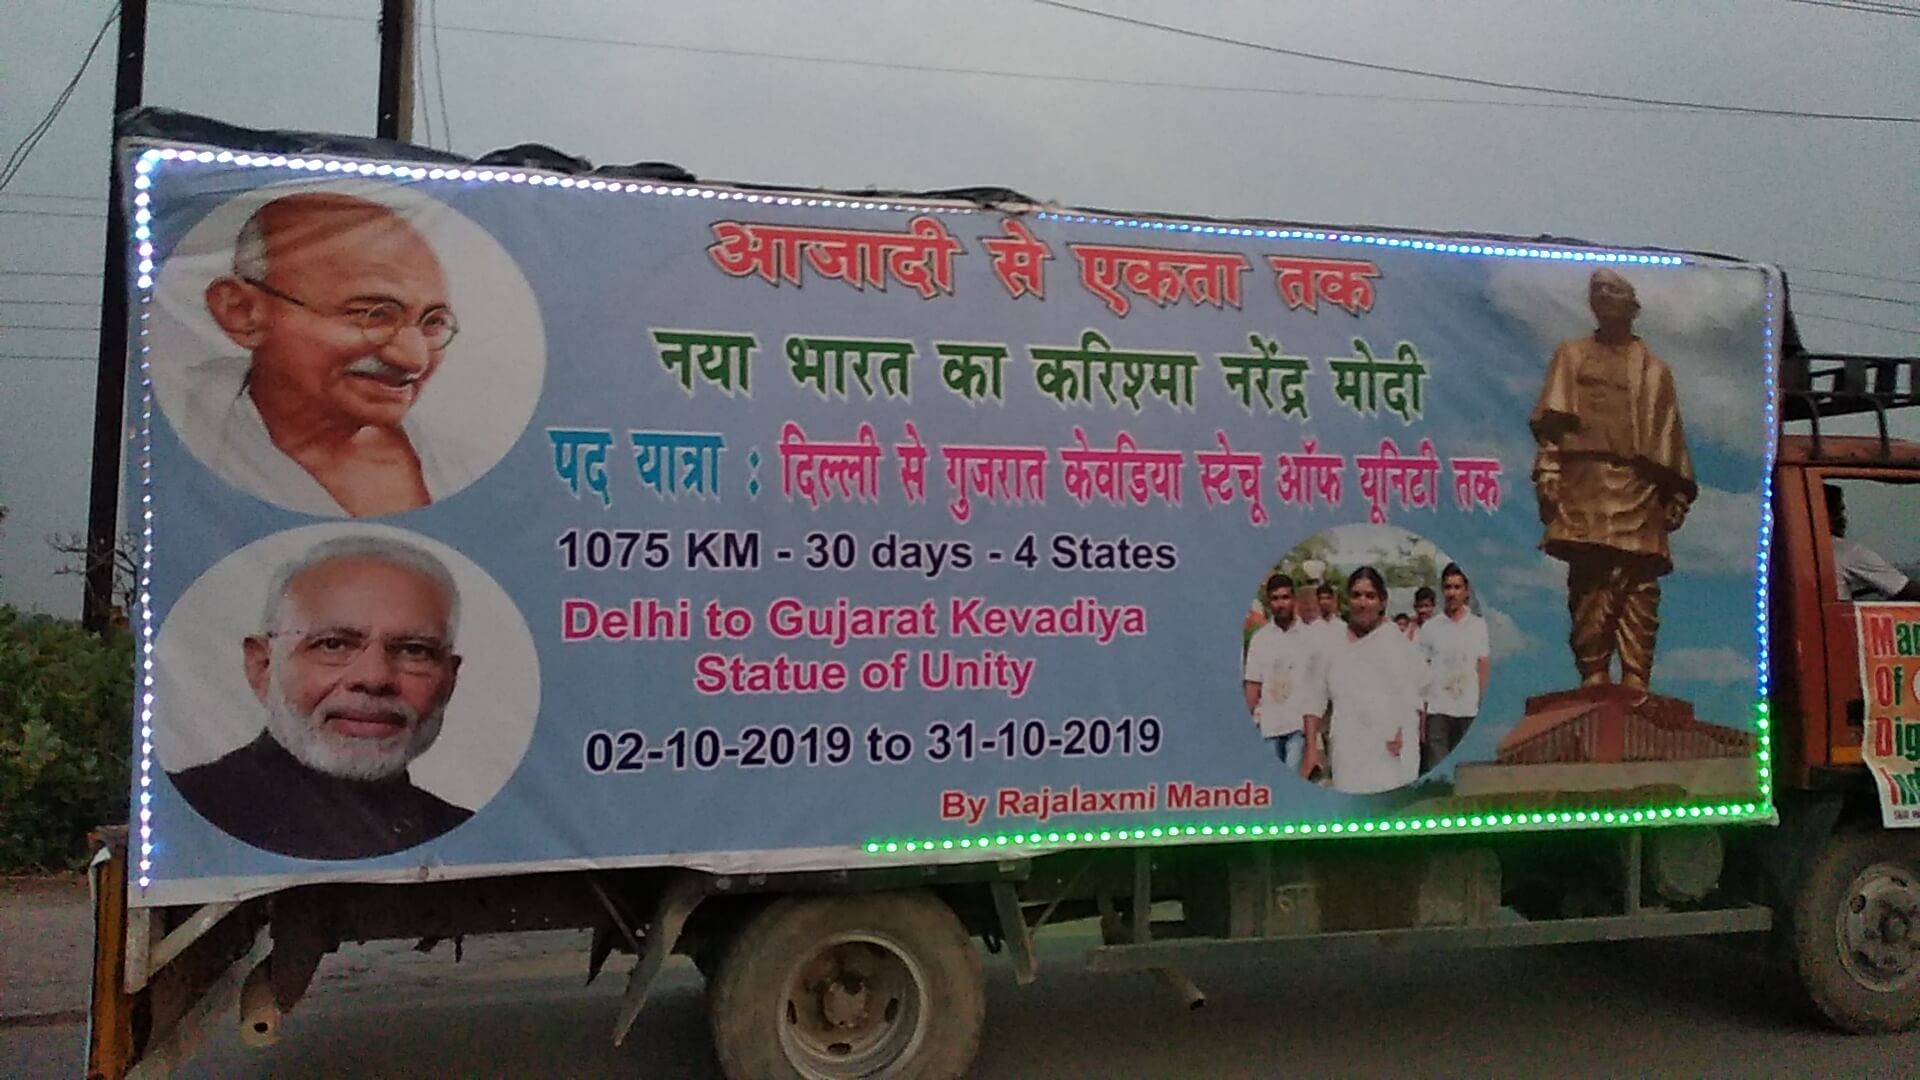 आजादी से एकता तक
नया भारत का करिश्मा नरेंद्र मोदी
पद यात्रा : दिल्ली से गुजरात केवडिया स्टेचू ऑफ यूनिटी तक
1075 KM - 30 days - 4 States
Delhi to Gujarat Kevadiya
Statue of Unity
02-10-2019 to 31-10-2019
By Rajalaxmi Manda
Of